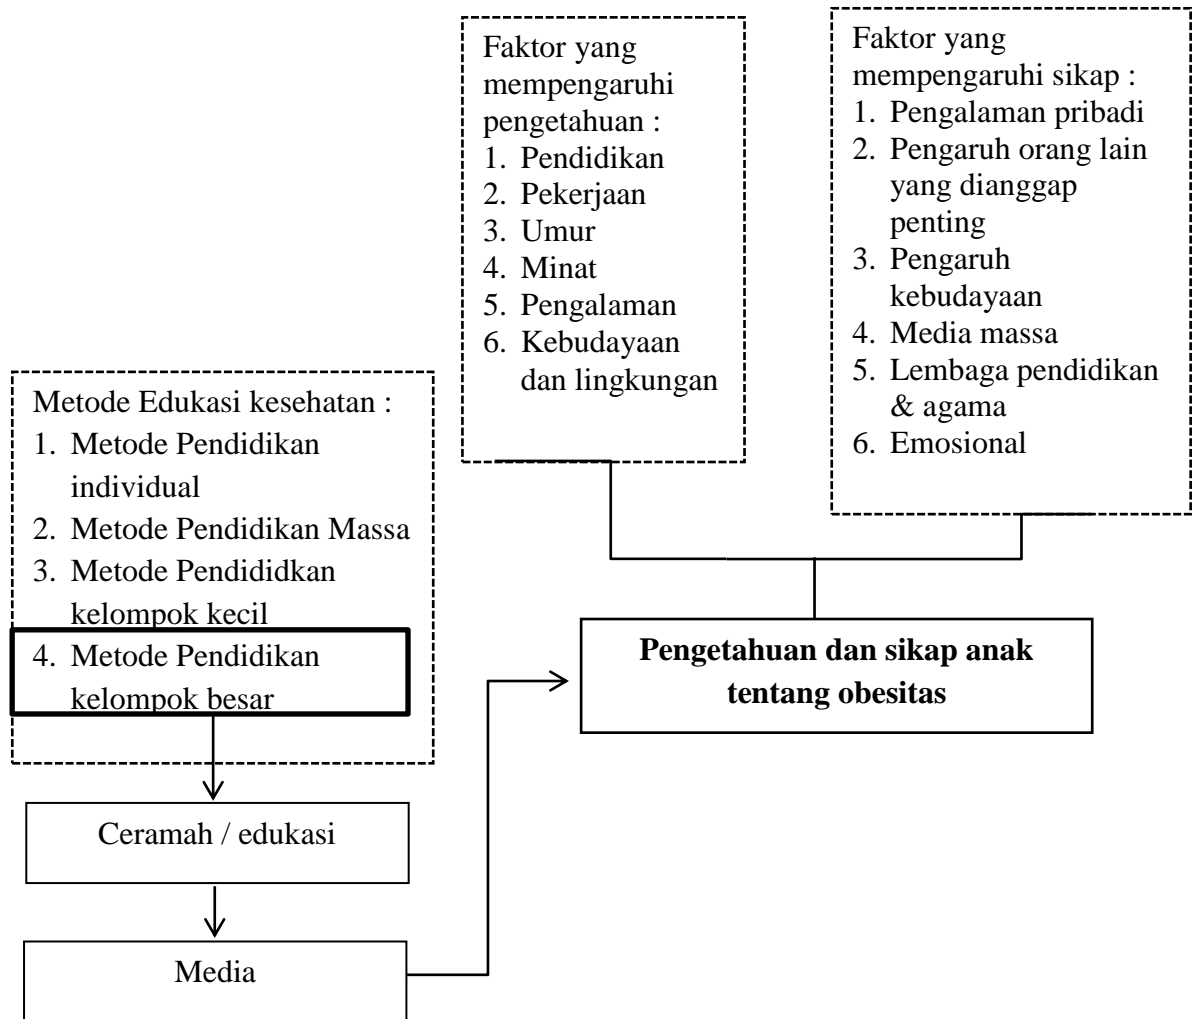 Faktor yang
mempengaruhi
pengetahuan :
1. Pendidikan
2. Pekerjaan
3. Umur
4. Minat
5. Pengalaman
6. Kebudayaan
dan lingkungan
Faktor yang
mempengaruhi sikap :
1. Pengalaman pribadi
2. Pengaruh orang lain
yang dianggap
penting
3. Pengaruh
kebudayaan
4. Media massa
5. Lembaga pendidikan
& agama
6. Emosional
Metode Edukasi kesehatan :
1. Metode Pendidikan
individual
2. Metode Pendidikan Massa
3. Metode Pendididkan
kelompok kecil
4. Metode Pendidikan
kelompok besar
Pengetahuan dan sikap anak
tentang obesitas
Ceramah / edukasi
Media